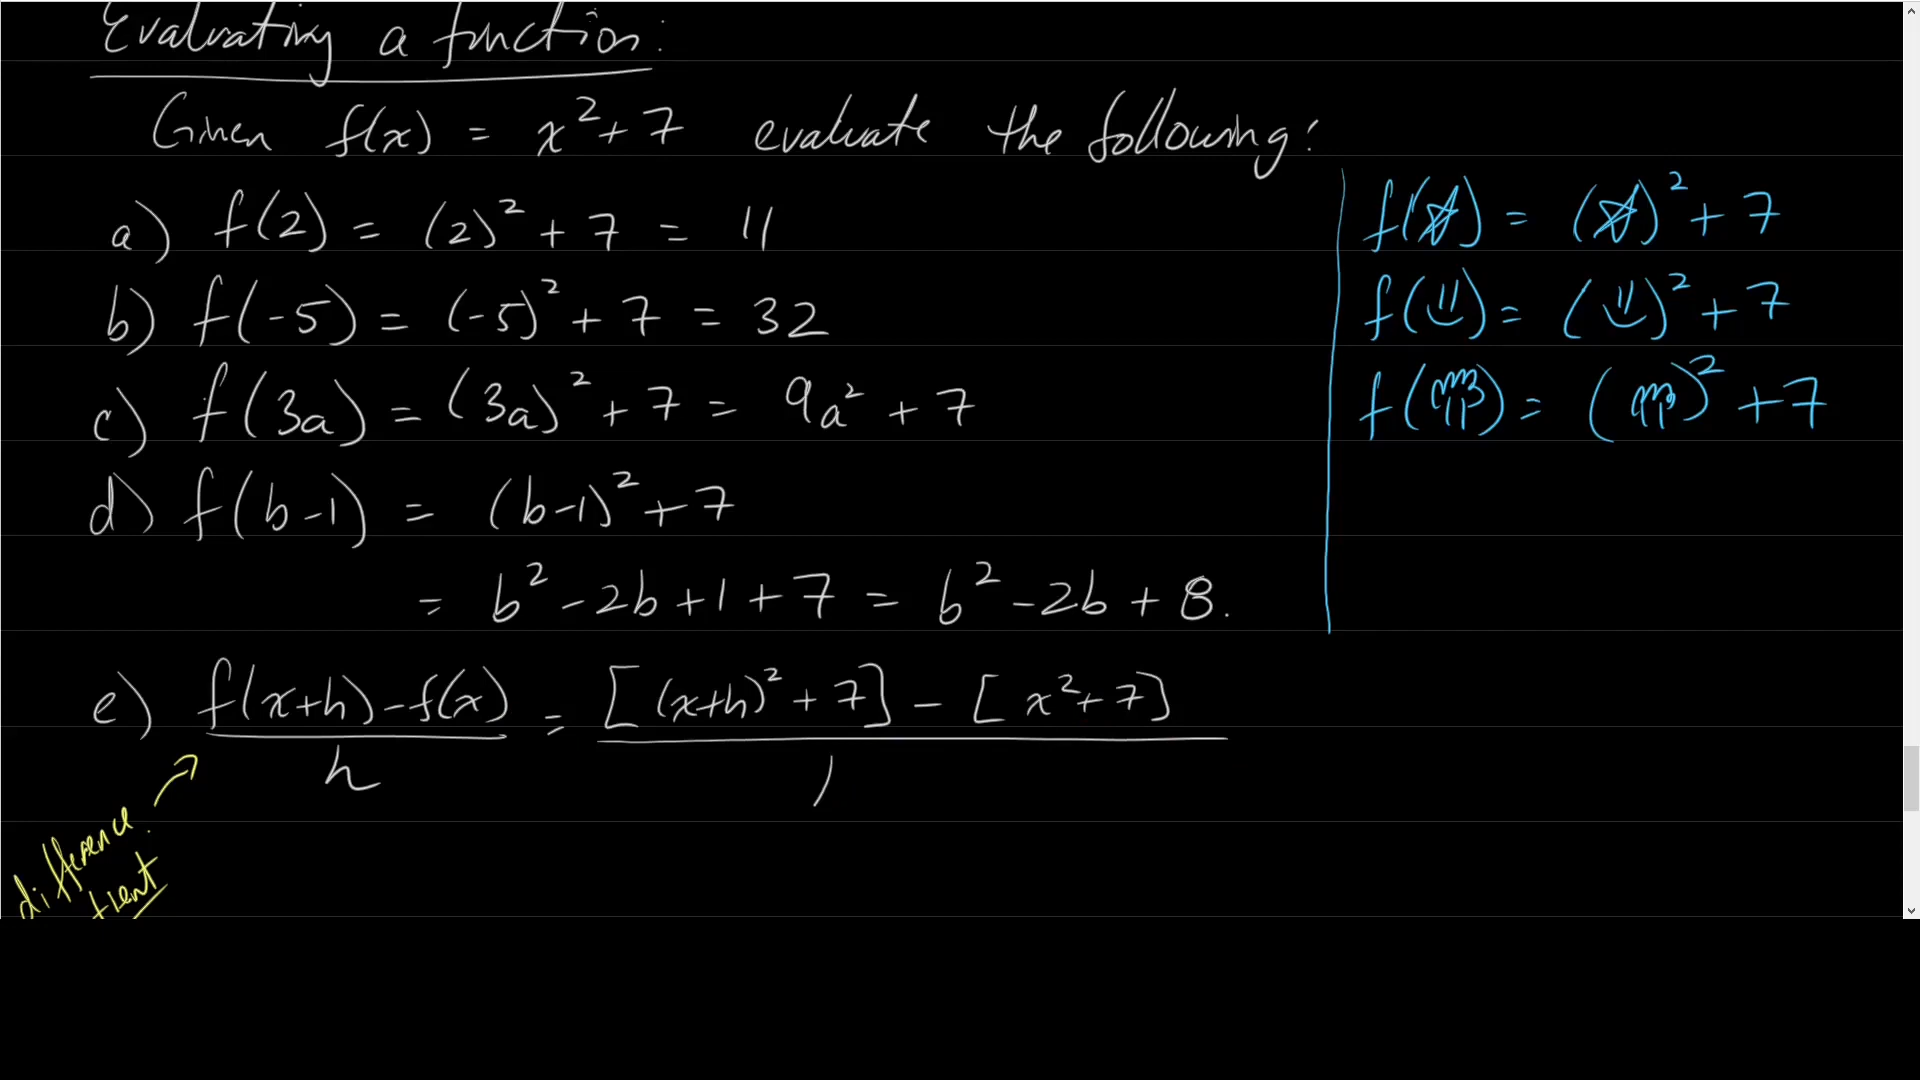 Evaluating a function:
Given f(x) = x² + 7 evaluate the following:
a) f(2) = (2)² + 7 = 11
b) f(-5) = (-5)² + 7 = 32
c) f(3a) = (3a)² + 7 = 9a² + 7
d) f(b-1) = (b-1)² + 7
= b² - 2b + 1 + 7 = b² - 2b + 8.
e) f(x+h) - f(x) / h = [(x+h)² + 7] - [x² + 7] /
difference
tient
f(☆) = (☆)² + 7
f(☺) = (☺)² + 7
f( ) = ( )² + 7